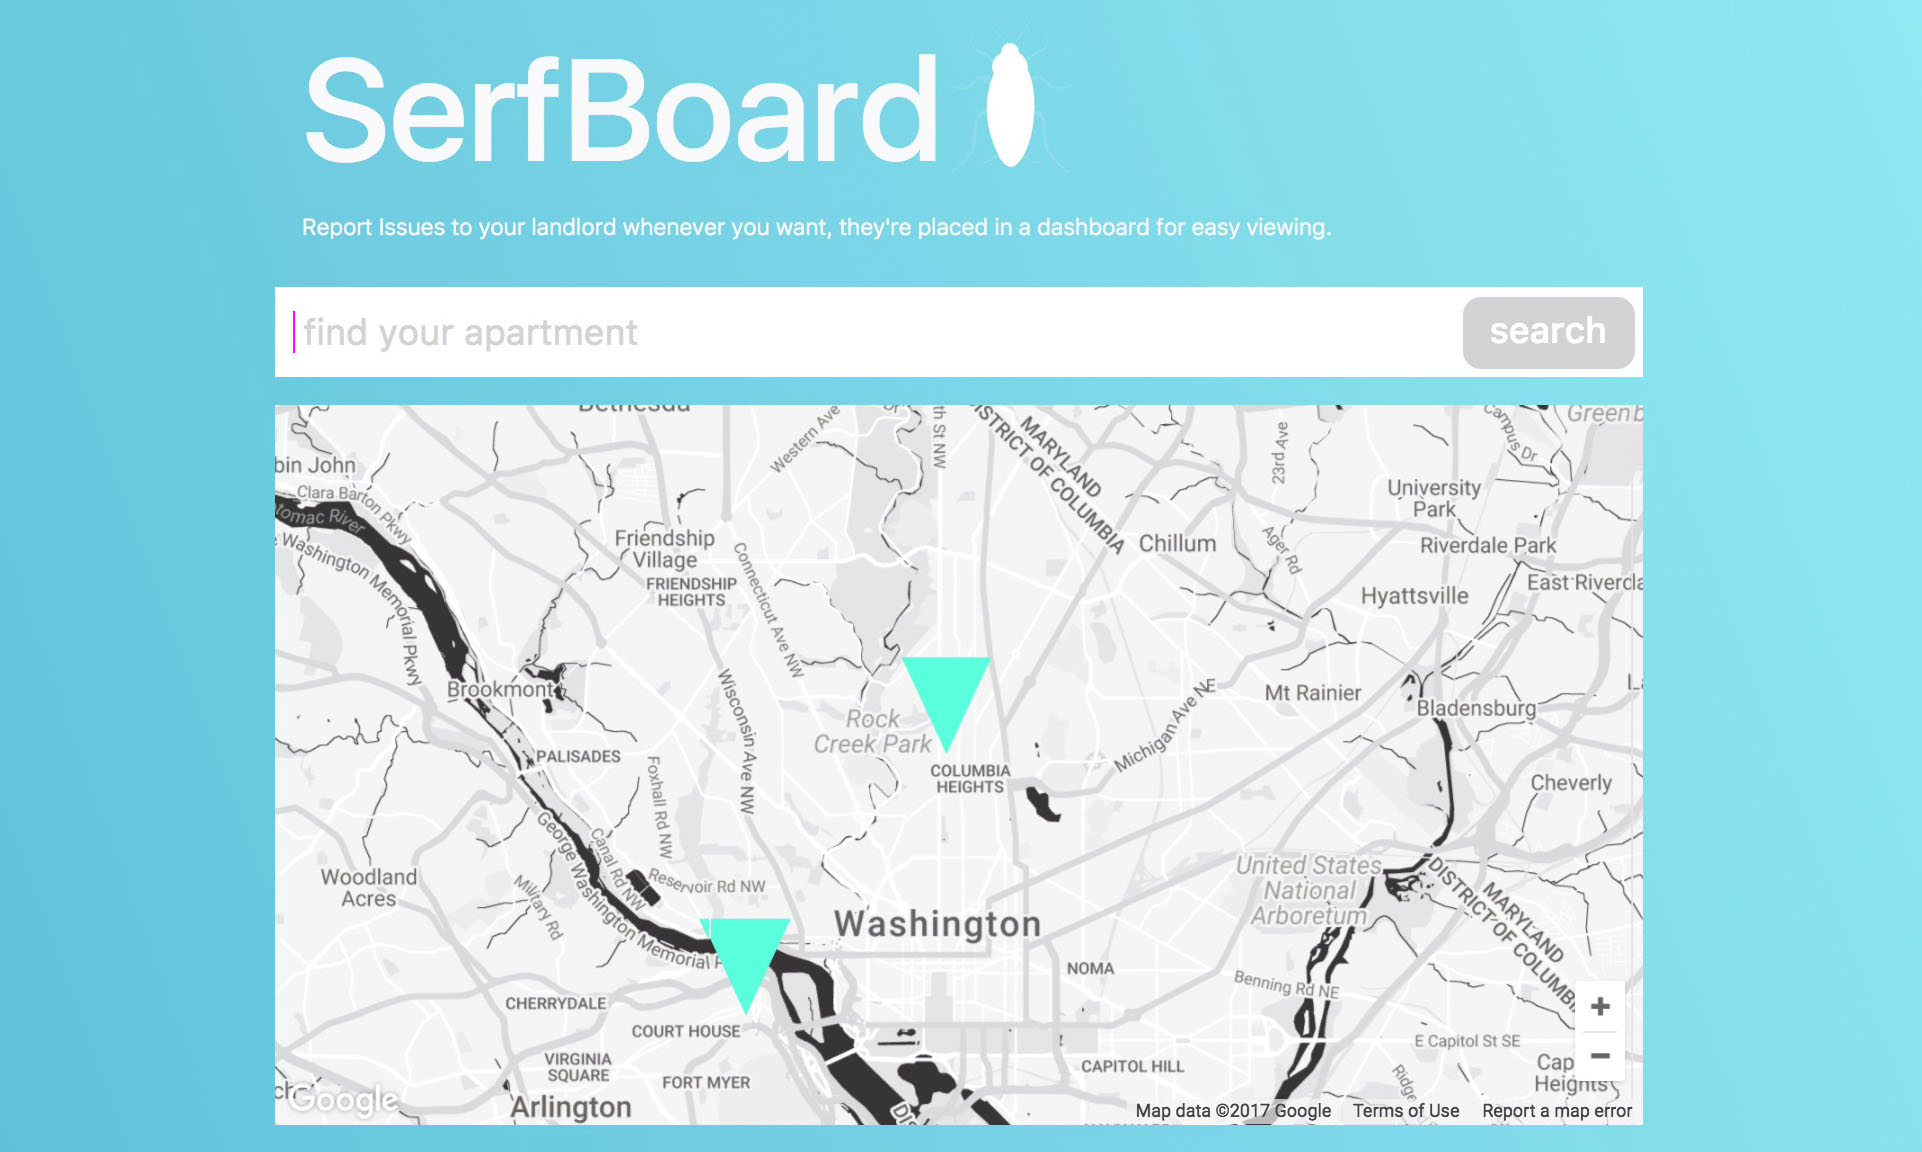 SerfBoard
Report Issues to your landlord whenever you want, they're placed in a dashboard for easy viewing.
find your apartment
search
Bethesda
Western Ave
Dr
th St NW
MARYLAND
DISTRICT OF COLUMBIA
23rd Ave
Campus Dr
Greenb
bin John
Clara Barton Pkwy
tomac River
e Washington Memorial Pkwy
University
Park
Friendship
Village
FRIENDSHIP
HEIGHTS
Connecticut Ave NW
Chillum
Ager Rd
Riverdale Park
East Riverda
Hyattsville
Brookmont
Wisconsin Ave NW
Rock
Creek Park
Michigan Ave NE
Mt Rainier
Bladensburg
La
PALISADES
Foxhall Rd NW
COLUMBIA
HEIGHTS
Cheverly
George Washington Memorial P
Canal Rd NW
Reservoir Rd NW
Woodland
Acres
Military Rd
United States
National
Arboretum
MARYLAND
DISTRICT OF COLUMBI
Washington
NOMA
Benning Rd NE
CHERRYDALE
COURT HOUSE
E Capitol St SE
VIRGINIA
SQUARE
FORT MYER
CAPITOL HILL
Cap
Heights
Ridge
ch
Google
Arlington
Dis
+
−
Map data ©2017 Google
Terms of Use
Report a map error